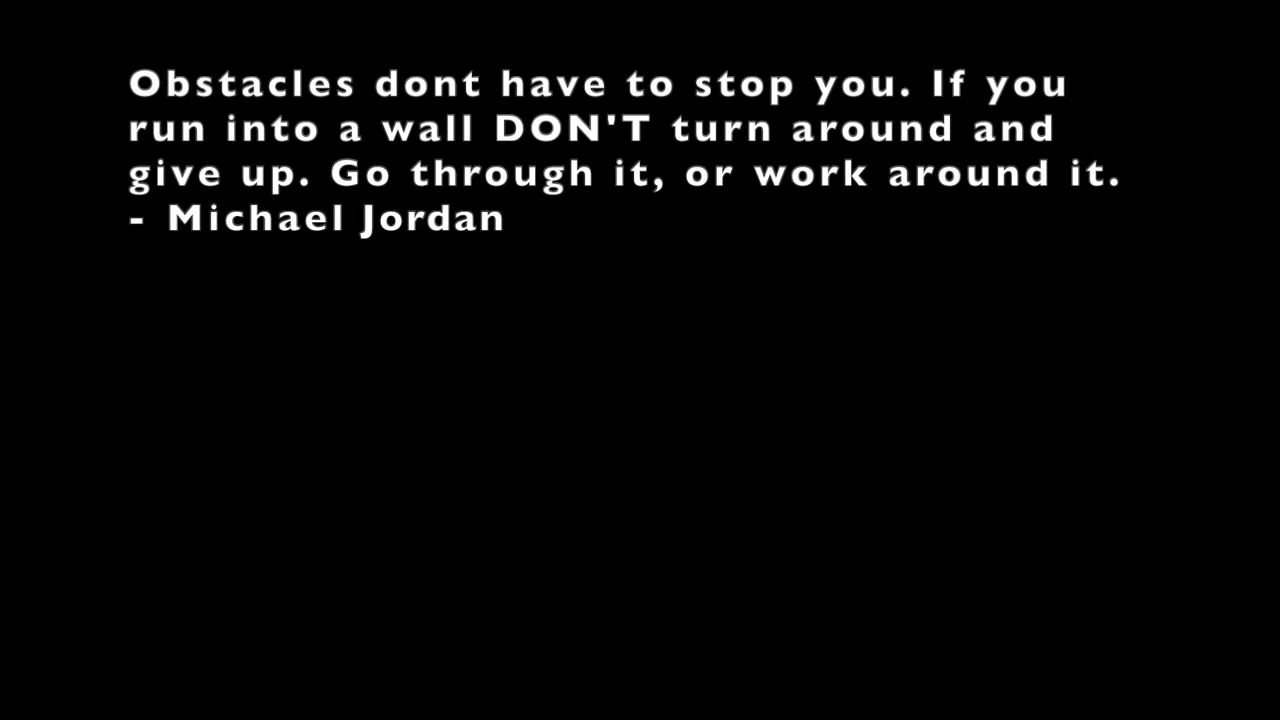 Obstacles dont have to stop you. If you
run into a wall DON'T turn around and
give up. Go through it, or work around it.
- Michael Jordan